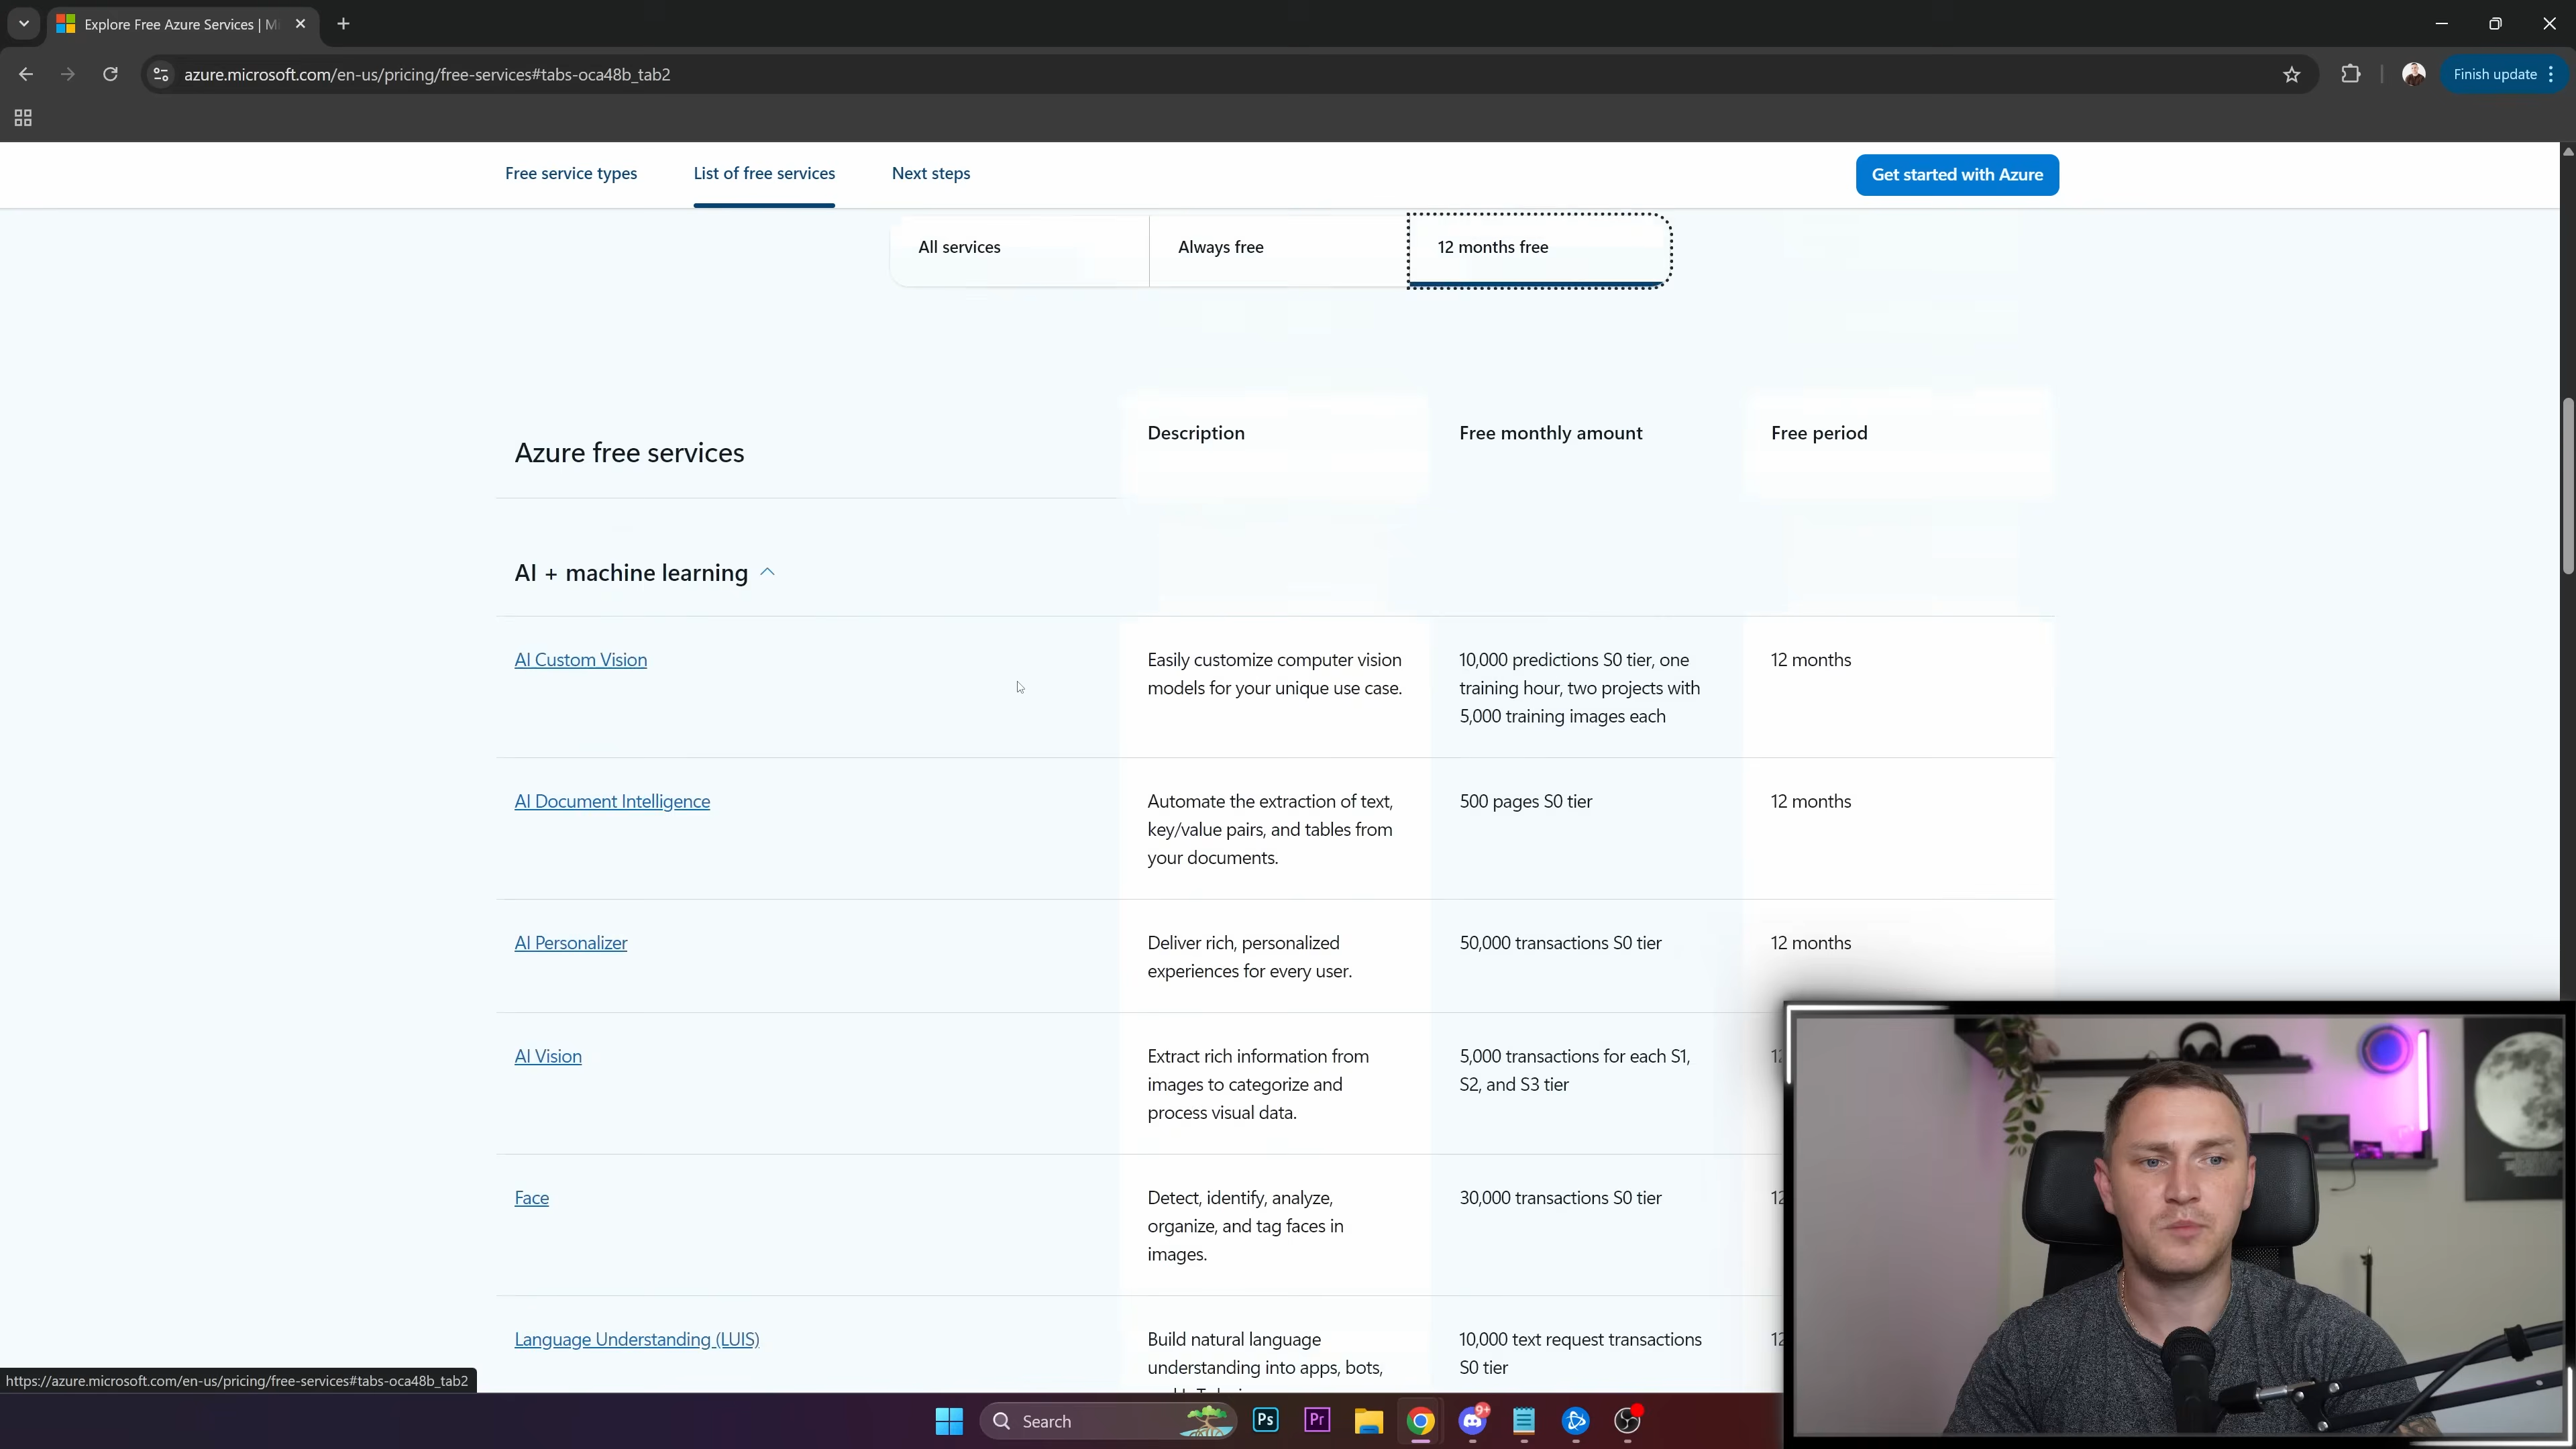 Explore Free Azure Services | Mi
azure.microsoft.com/en-us/pricing/free-services#tabs-oca48b_tab2
Finish update
Free service types
List of free services
Next steps
Get started with Azure
All services
Always free
12 months free
Azure free services
Description
Free monthly amount
Free period
AI + machine learning
AI Custom Vision
Easily customize computer vision
models for your unique use case.
10,000 predictions S0 tier, one
training hour, two projects with
5,000 training images each
12 months
AI Document Intelligence
Automate the extraction of text,
key/value pairs, and tables from
your documents.
500 pages S0 tier
12 months
AI Personalizer
Deliver rich, personalized
experiences for every user.
50,000 transactions S0 tier
12 months
AI Vision
Extract rich information from
images to categorize and
process visual data.
5,000 transactions for each S1,
S2, and S3 tier
12
Face
Detect, identify, analyze,
organize, and tag faces in
images.
30,000 transactions S0 tier
12
Language Understanding (LUIS)
Build natural language
understanding into apps, bots,
10,000 text request transactions
S0 tier
12
https://azure.microsoft.com/en-us/pricing/free-services#tabs-oca48b_tab2
Search
Ps
Pr
9+